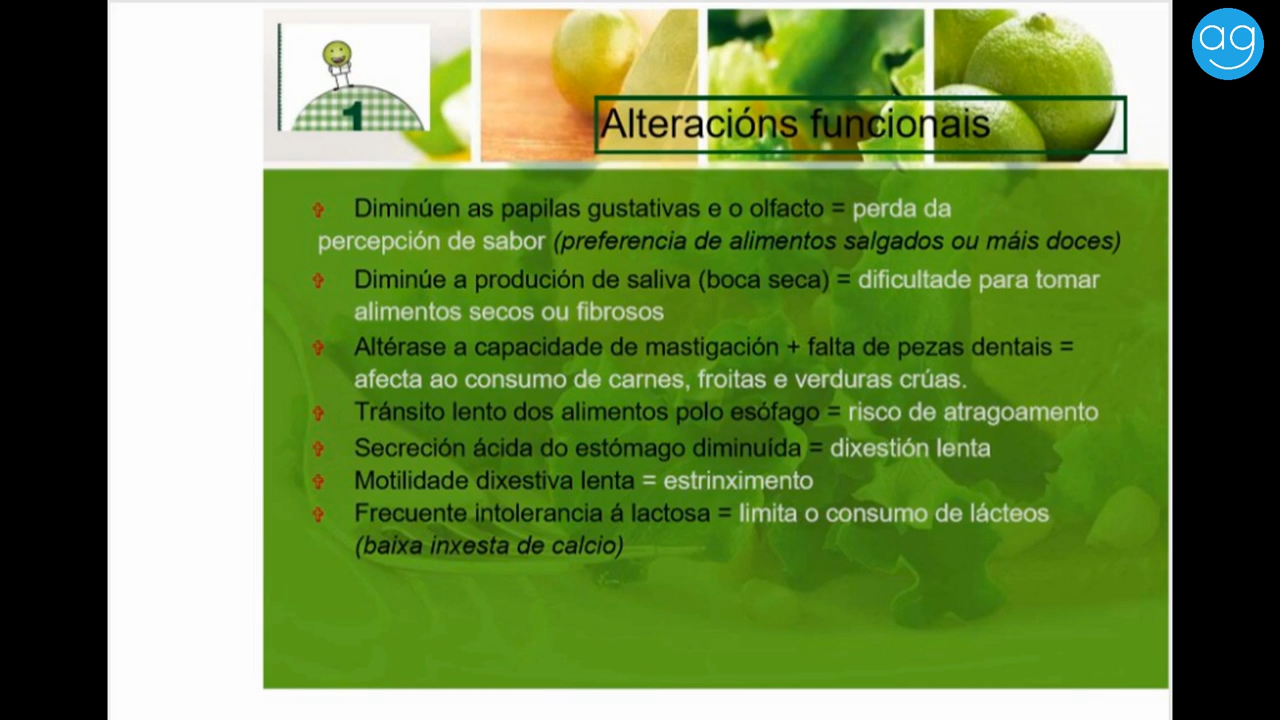 ag
1
Alteracións funcionais
Diminúen as papilas gustativas e o olfacto = perda da
percepción de sabor (preferencia de alimentos salgados ou máis doces)
Diminúe a produción de saliva (boca seca) = dificultade para tomar
alimentos secos ou fibrosos
Altérase a capacidade de mastigación + falta de pezas dentais =
afecta ao consumo de carnes, froitas e verduras crúas.
Tránsito lento dos alimentos polo esófago = risco de atragoamento
Secreción ácida do estómago diminuída = dixestión lenta
Motilidade dixestiva lenta = estrinximento
Frecuente intolerancia á lactosa = limita o consumo de lácteos
(baixa inxesta de calcio)